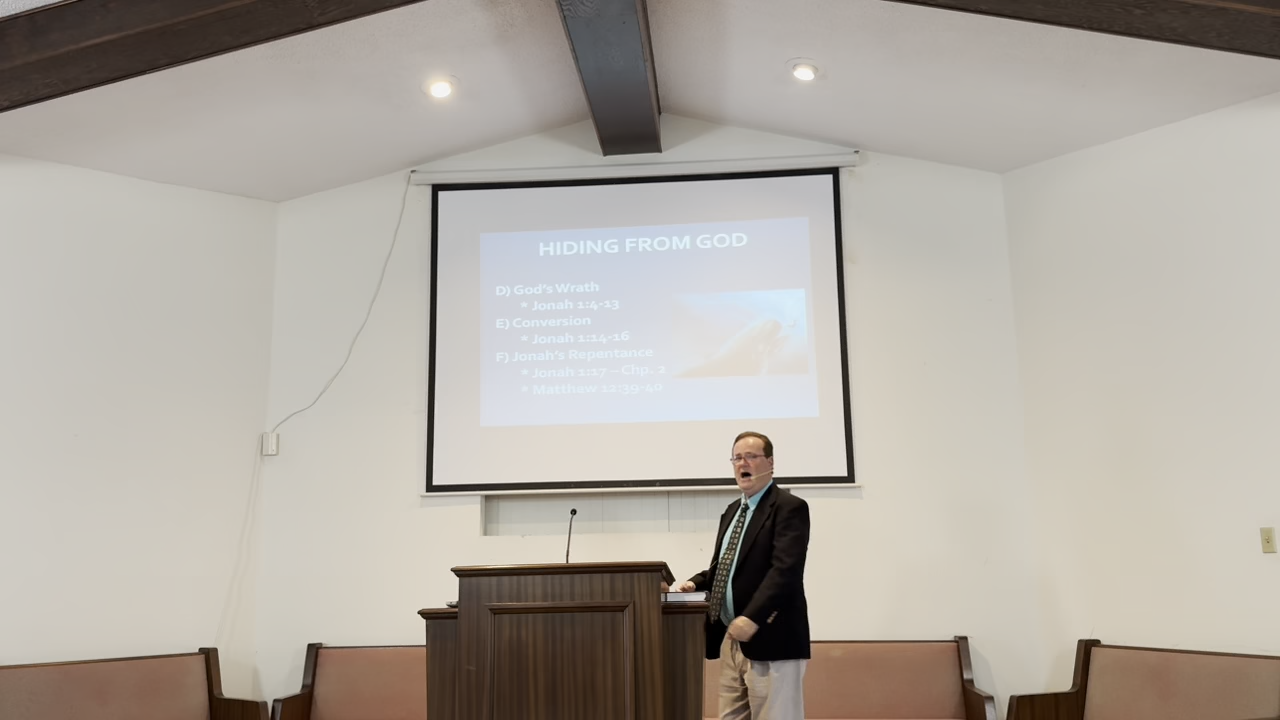 HIDING FROM GOD
D) God's Wrath
* Jonah 1:4-13
E) Conversion
* Jonah 1:14-16
F) Jonah's Repentance
* Jonah 1:17 – Chp. 2
* Matthew 12:39-40